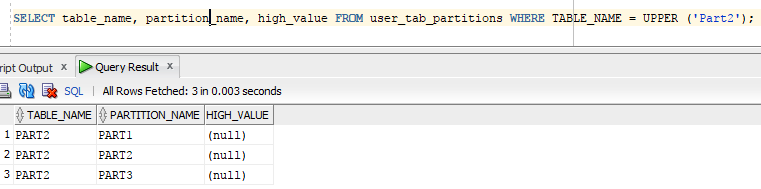 SELECT table_name, partition_name, high_value FROM user_tab_partitions WHERE TABLE_NAME = UPPER ('Part2');
ript Output x Query Result x
SQL | All Rows Fetched: 3 in 0.003 seconds
TABLE_NAME PARTITION_NAME HIGH_VALUE
1 PART2 PART1 (null)
2 PART2 PART2 (null)
3 PART2 PART3 (null)